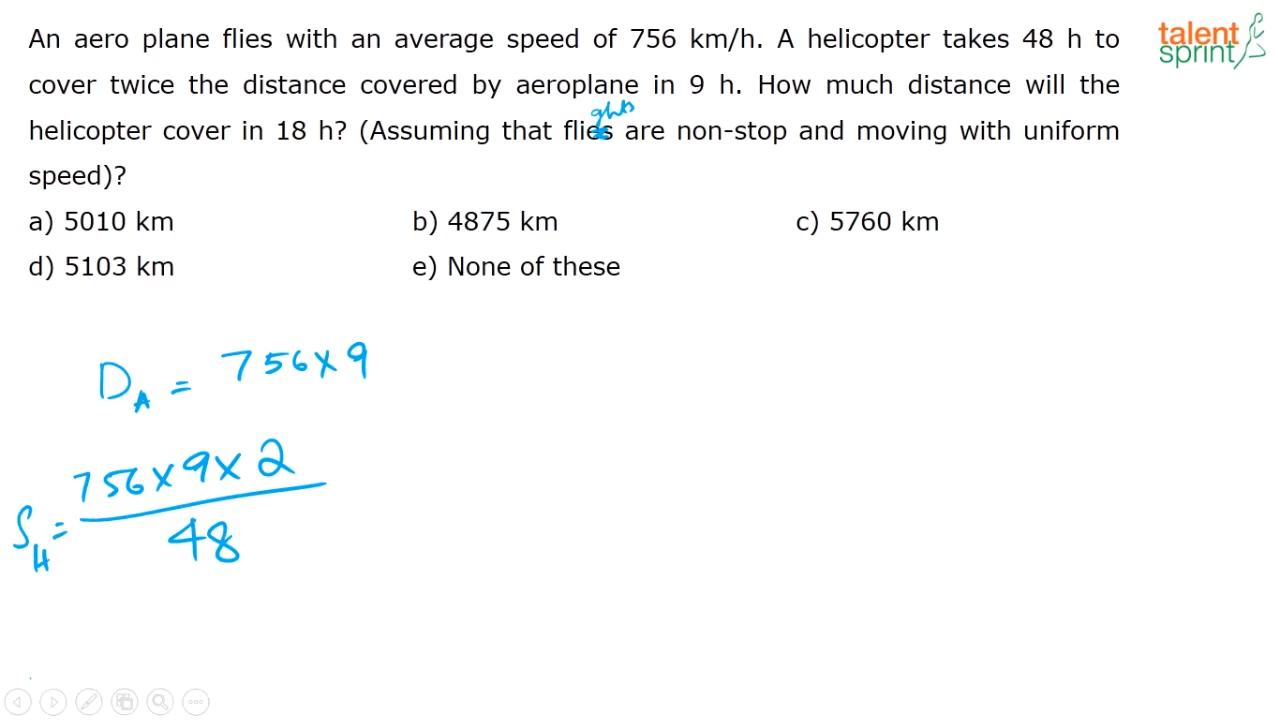 An aero plane flies with an average speed of 756 km/h. A helicopter takes 48 h to
cover twice the distance covered by aeroplane in 9 h. How much distance will the
ghts
helicopter cover in 18 h? (Assuming that flies are non-stop and moving with uniform
speed)?
a) 5010 km b) 4875 km c) 5760 km
d) 5103 km e) None of these
talent
sprint
D_A = 756 × 9
S_H = 756 × 9 × 2
48